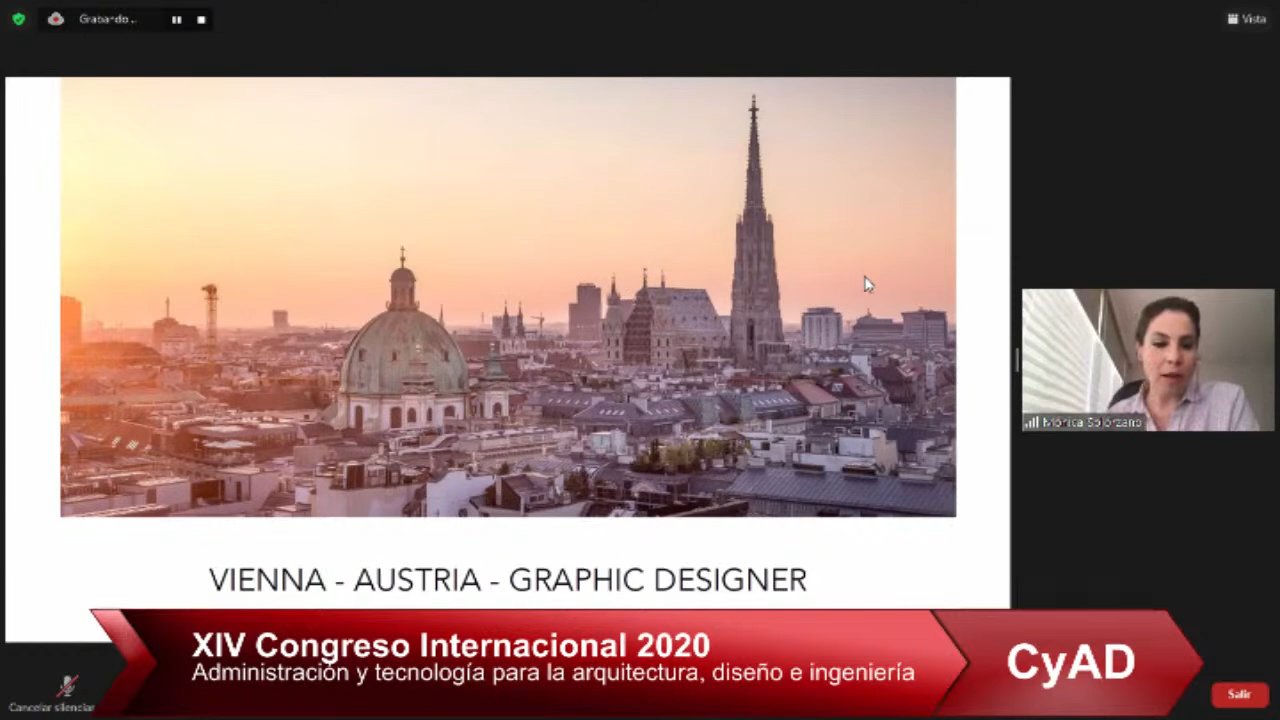 Grabando...
Vista
Mónica Solórzano
VIENNA - AUSTRIA - GRAPHIC DESIGNER
XIV Congreso Internacional 2020
Administración y tecnología para la arquitectura, diseño e ingeniería
CyAD
Cancelar silenciar
Salir